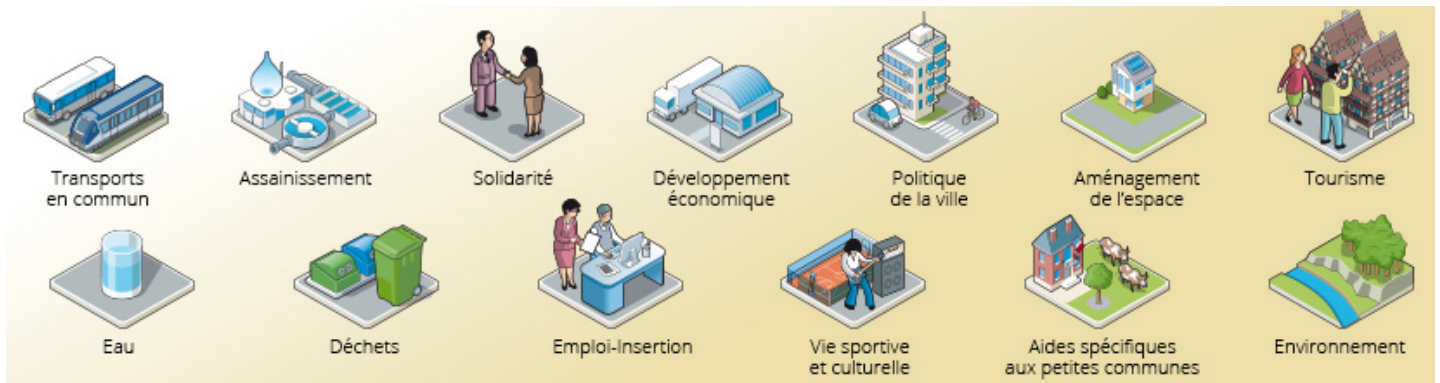 Transports
en commun
Assainissement
Solidarité
Développement
économique
Politique
de la ville
Aménagement
de l'espace
Tourisme
Eau
Déchets
Emploi-Insertion
Vie sportive
et culturelle
Aides spécifiques
aux petites communes
Environnement